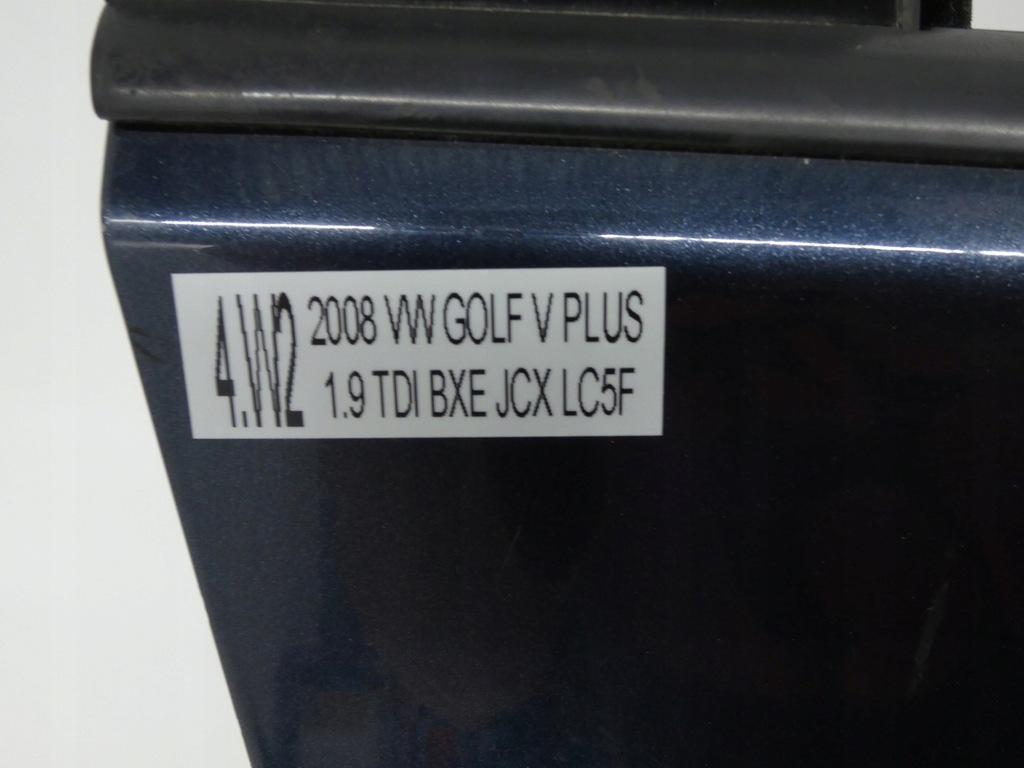 4.W2
2008 VW GOLF V PLUS
1.9 TDI BXE JCX LC5F